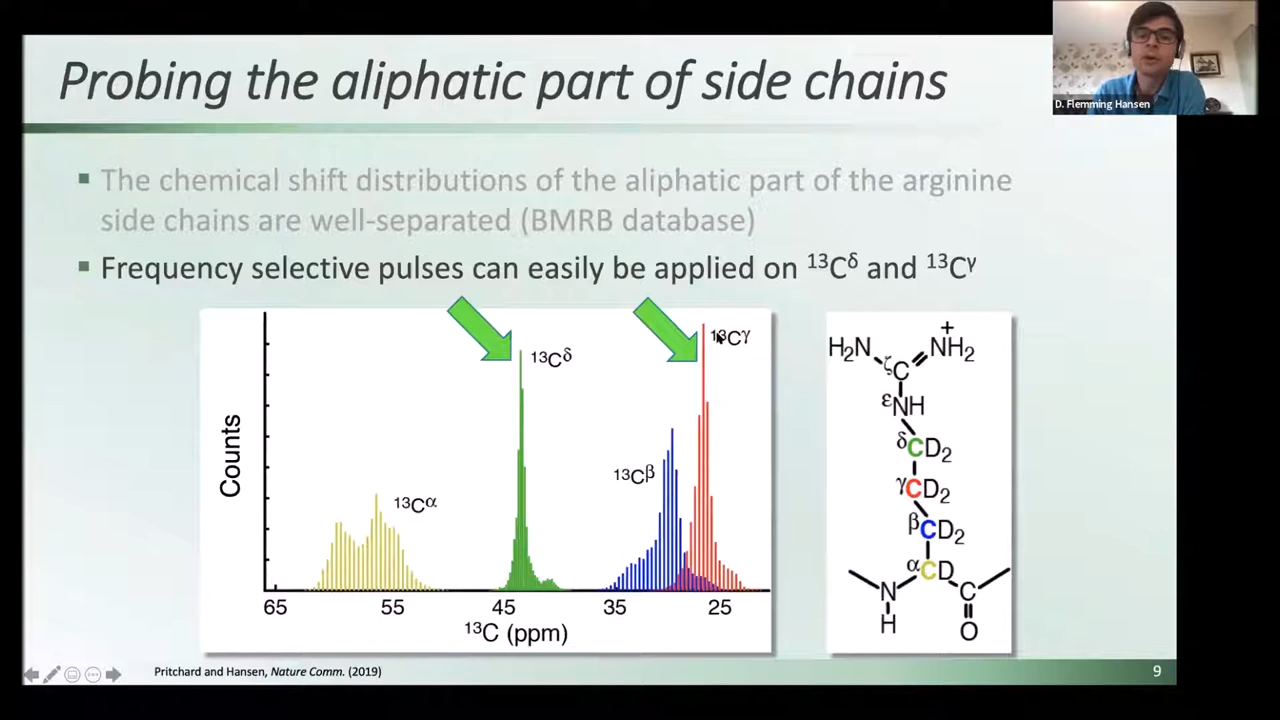 Probing the aliphatic part of side chains
D. Flemming Hansen
▪ The chemical shift distributions of the aliphatic part of the arginine
side chains are well-separated (BMRB database)
▪ Frequency selective pulses can easily be applied on ¹³Cᵟ and ¹³Cᵞ
¹³Cδ
¹³Cγ
¹³Cβ
¹³Cα
Counts
65 55 45 35 25
¹³C (ppm)
+
H₂N ζC NH₂
εNH
δCD₂
γCD₂
βCD₂
αCD
N C
H O
Pritchard and Hansen, Nature Comm. (2019)
9